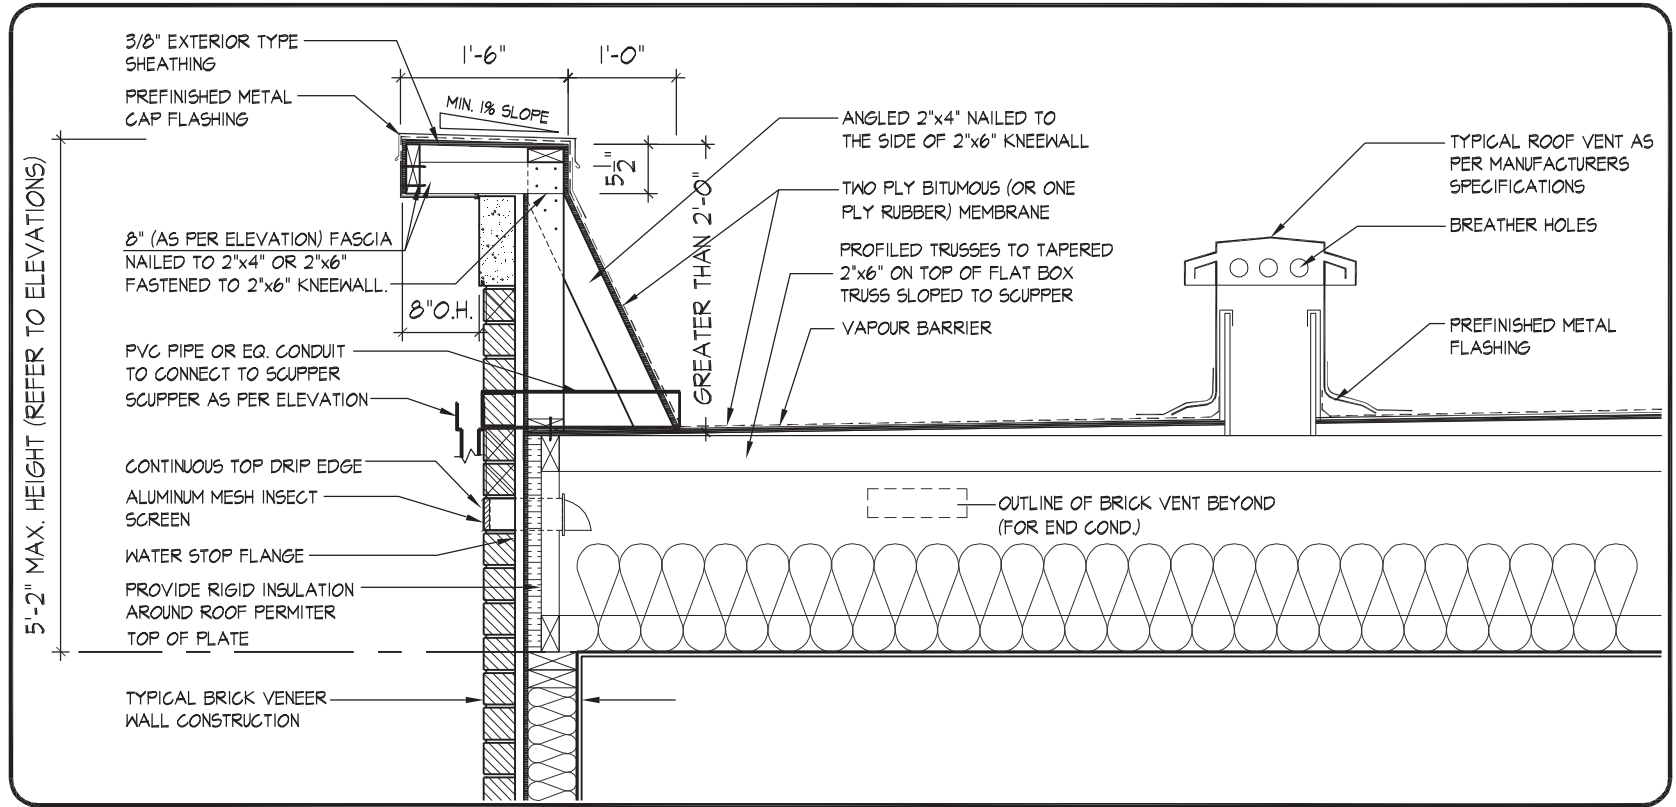 3/8" EXTERIOR TYPE
SHEATHING
PREFINISHED METAL
CAP FLASHING
1'-6"
1'-0"
MIN. 1% SLOPE
5 1/2"
GREATER THAN 2'-0"
5'-2" MAX. HEIGHT (REFER TO ELEVATIONS)
8" (AS PER ELEVATION) FASCIA
NAILED TO 2"x4" OR 2"x6"
FASTENED TO 2"x6" KNEEWALL.
8"O.H.
PVC PIPE OR EQ. CONDUIT
TO CONNECT TO SCUPPER
SCUPPER AS PER ELEVATION
CONTINUOUS TOP DRIP EDGE
ALUMINUM MESH INSECT
SCREEN
WATER STOP FLANGE
PROVIDE RIGID INSULATION
AROUND ROOF PERMITER
TOP OF PLATE
TYPICAL BRICK VENEER
WALL CONSTRUCTION
ANGLED 2"x4" NAILED TO
THE SIDE OF 2"x6" KNEEWALL
TWO PLY BITUMOUS (OR ONE
PLY RUBBER) MEMBRANE
PROFILED TRUSSES TO TAPERED
2"x6" ON TOP OF FLAT BOX
TRUSS SLOPED TO SCUPPER
VAPOUR BARRIER
OUTLINE OF BRICK VENT BEYOND
(FOR END COND.)
TYPICAL ROOF VENT AS
PER MANUFACTURERS
SPECIFICATIONS
BREATHER HOLES
PREFINISHED METAL
FLASHING